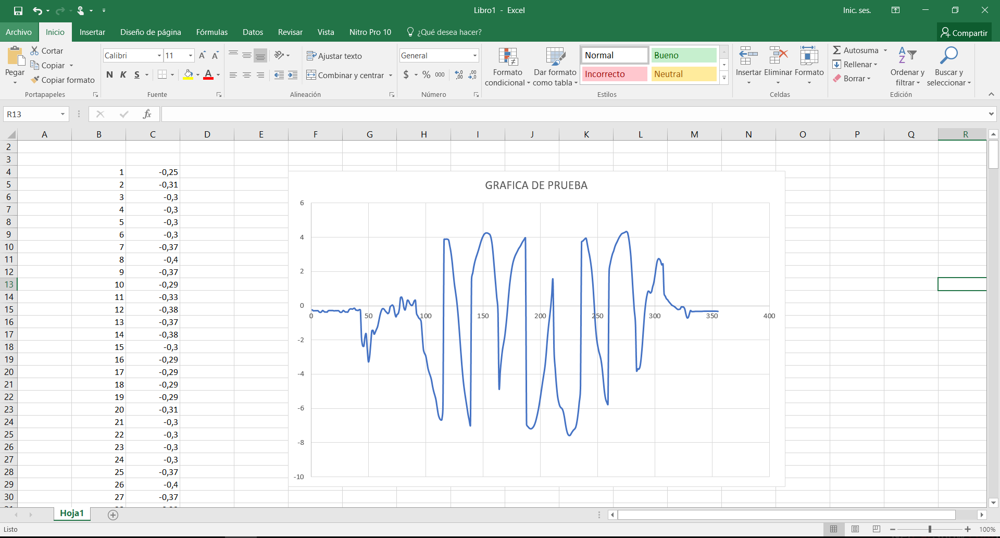 Libro1 - Excel
Inic. ses.
Archivo Inicio Insertar Diseño de página Fórmulas Datos Revisar Vista Nitro Pro 10 ¿Qué desea hacer? Compartir
Pegar
Cortar
Copiar
Copiar formato
Portapapeles
Calibri 11
N K S A
Fuente
Ajustar texto
Combinar y centrar
Alineación
General
$ % 000
Número
Formato condicional
Dar formato como tabla
Normal Bueno
Incorrecto Neutral
Estilos
Insertar Eliminar Formato
Celdas
Autosuma
Rellenar
Borrar
Ordenar y filtrar
Buscar y seleccionar
Edición
R13 fx
A B C D E F G H I J K L M N O P Q R
2
3
4 1 -0,25
5 2 -0,31
6 3 -0,3
7 4 -0,3
8 5 -0,3
9 6 -0,3
10 7 -0,37
11 8 -0,4
12 9 -0,37
13 10 -0,29
14 11 -0,33
15 12 -0,38
16 13 -0,37
17 14 -0,38
18 15 -0,3
19 16 -0,29
20 17 -0,29
21 18 -0,29
22 19 -0,29
23 20 -0,31
24 21 -0,3
25 22 -0,3
26 23 -0,3
27 24 -0,3
28 25 -0,37
29 26 -0,4
30 27 -0,37
GRAFICA DE PRUEBA
6
4
2
0
-2
-4
-6
-8
-10
0 50 100 150 200 250 300 350 400
Hoja1
Listo
100%